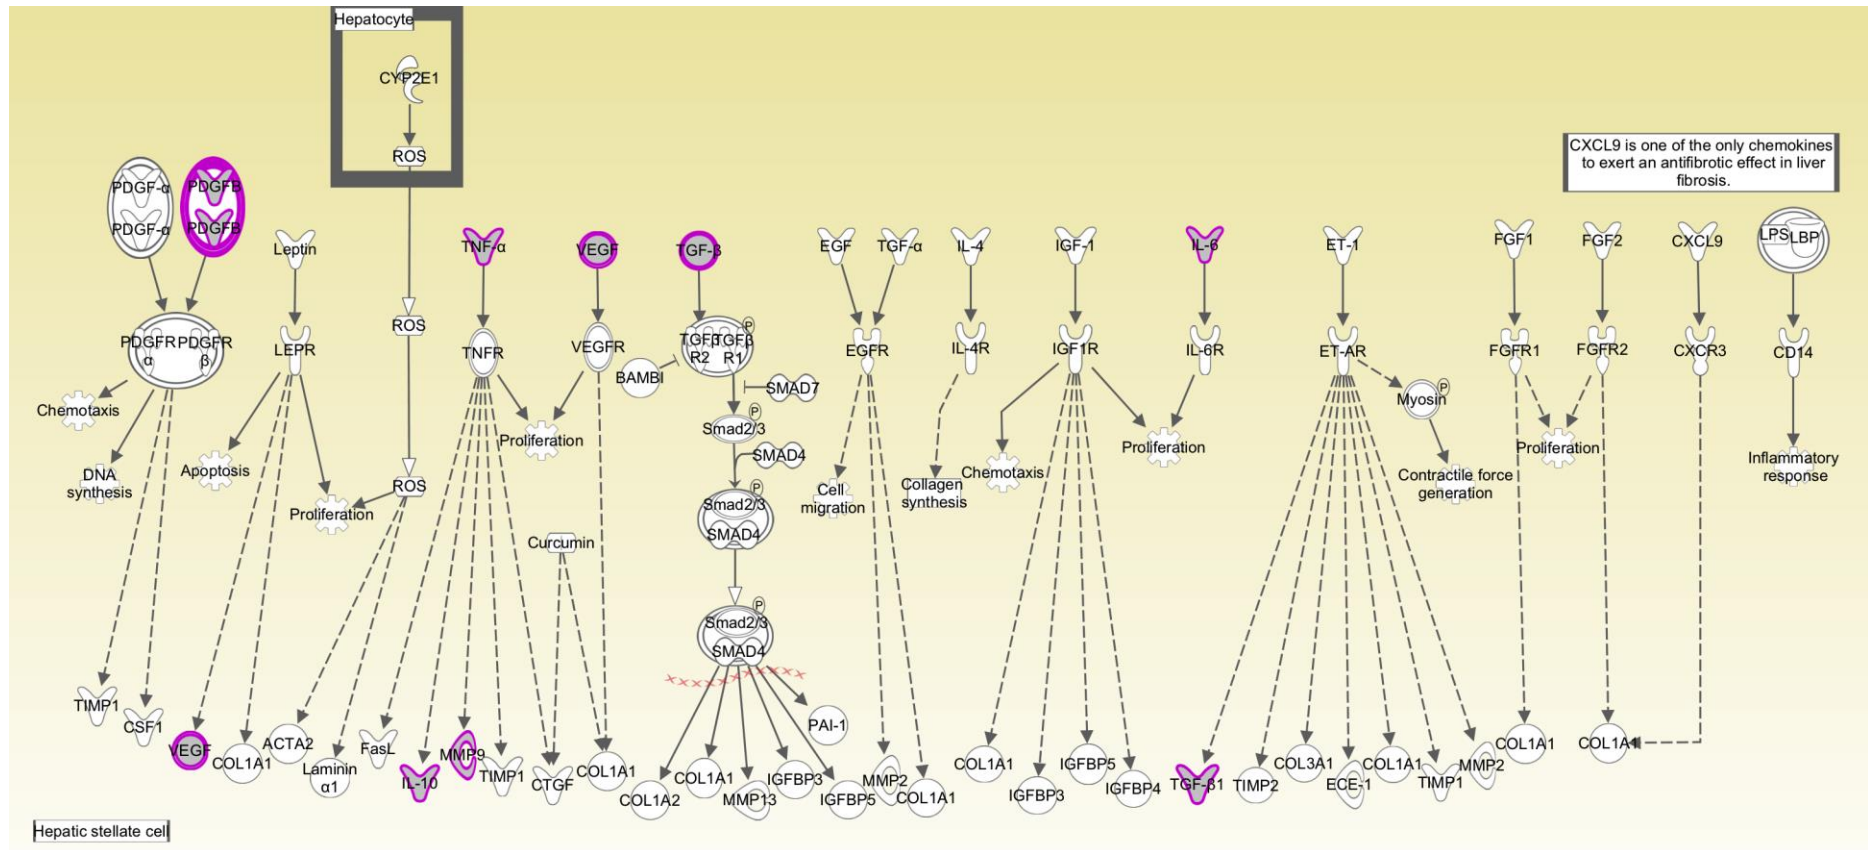 Hepatocyte
CYP2E1
ROS
CXCL9 is one of the only chemokines
to exert an antifibrotic effect in liver
fibrosis.
PDGF-α
PDGF-α
PDGFB
PDGFB
Leptin
TNF-α
VEGF
TGF-β
EGF
TGF-α
IL-4
IGF-1
IL-6
ET-1
FGF1
FGF2
CXCL9
LPS
LBP
ROS
PDGFR
α
PDGFR
β
LEPR
TNFR
VEGFR
TGFβ
R2
TGFβ
R1
P
EGFR
IL-4R
IGF1R
IL-6R
ET-AR
FGFR1
FGFR2
CXCR3
CD14
BAMBI
SMAD7
Myosin
P
Chemotaxis
Smad2/3
P
Proliferation
SMAD4
Proliferation
Proliferation
Apoptosis
DNA
synthesis
ROS
Proliferation
Cell
migration
Collagen
synthesis
Chemotaxis
Contractile force
generation
Inflammatory
response
Smad2/3
P
SMAD4
Curcumin
Smad2/3
P
SMAD4
xxxxxxxxxxxxx
TIMP1
CSF1
VEGF
COL1A1
ACTA2
Laminin
α1
FasL
IL-10
MMP9
TIMP1
CTGF
COL1A1
COL1A2
COL1A1
MMP13
IGFBP3
IGFBP5
PAI-1
MMP2
COL1A1
COL1A1
IGFBP3
IGFBP5
IGFBP4
TGF-β1
TIMP2
COL3A1
ECE-1
COL1A1
TIMP1
MMP2
COL1A1
COL1A1
Hepatic stellate cell